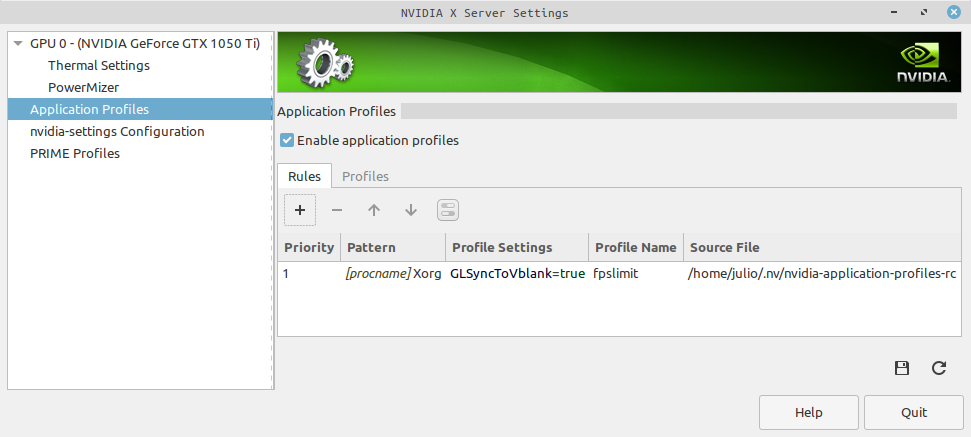 NVIDIA X Server Settings
GPU 0 - (NVIDIA GeForce GTX 1050 Ti)
Thermal Settings
PowerMizer
Application Profiles
nvidia-settings Configuration
PRIME Profiles
NVIDIA.
Application Profiles
Enable application profiles
Rules Profiles
Priority Pattern Profile Settings Profile Name Source File
1 [procname] Xorg GLSyncToVblank=true fpslimit /home/julio/.nv/nvidia-application-profiles-rc
Help Quit